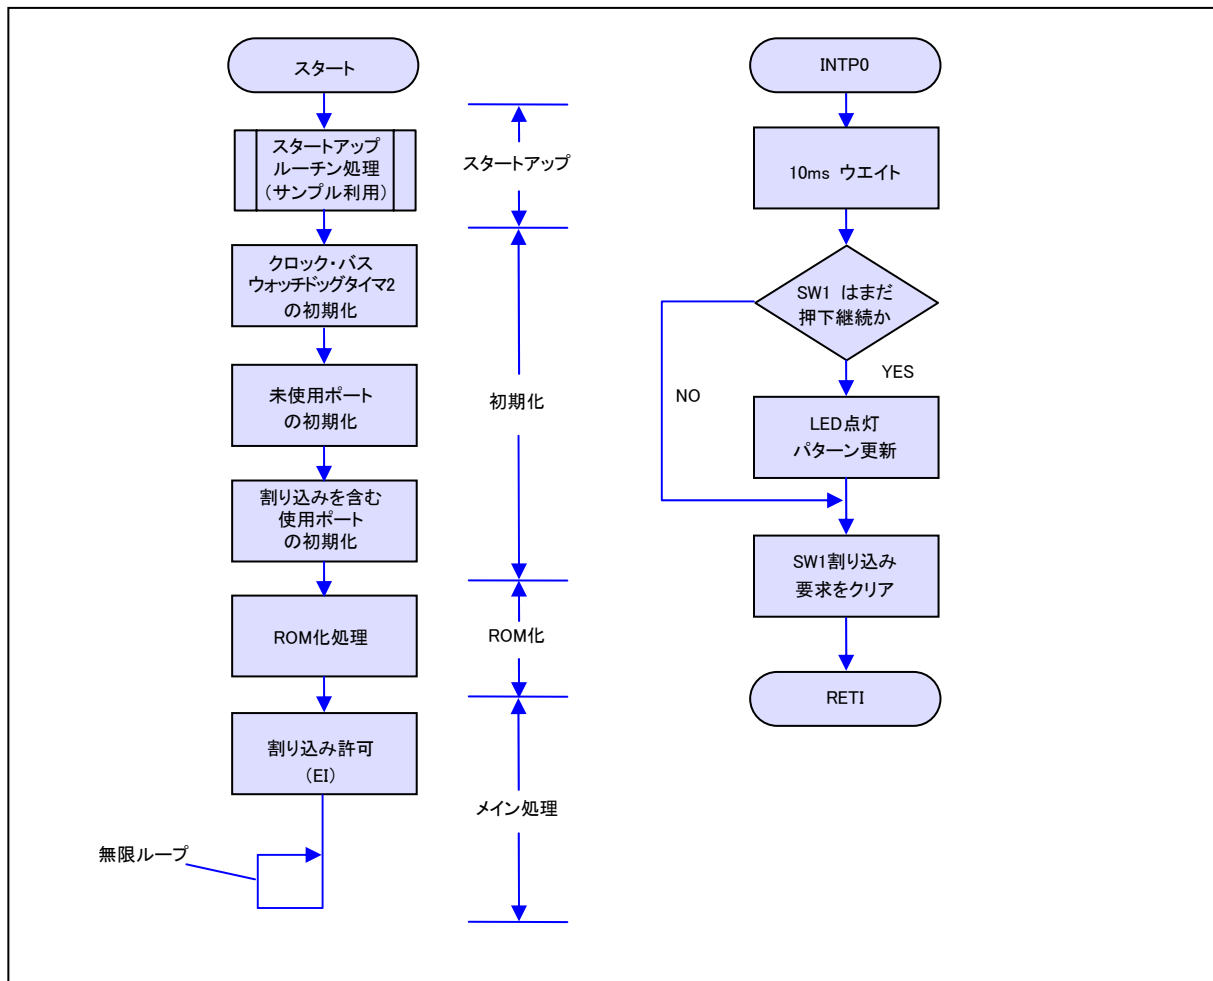 スタート
スタートアップ
ルーチン処理
(サンプル利用)
クロック・バス
ウォッチドッグタイマ2
の初期化
未使用ポート
の初期化
割り込みを含む
使用ポート
の初期化
ROM化処理
割り込み許可
(EI)
無限ループ
スタートアップ
初期化
ROM化
メイン処理
INTP0
10ms ウエイト
SW1 はまだ
押下継続か
YES
NO
LED点灯
パターン更新
SW1割り込み
要求をクリア
RETI